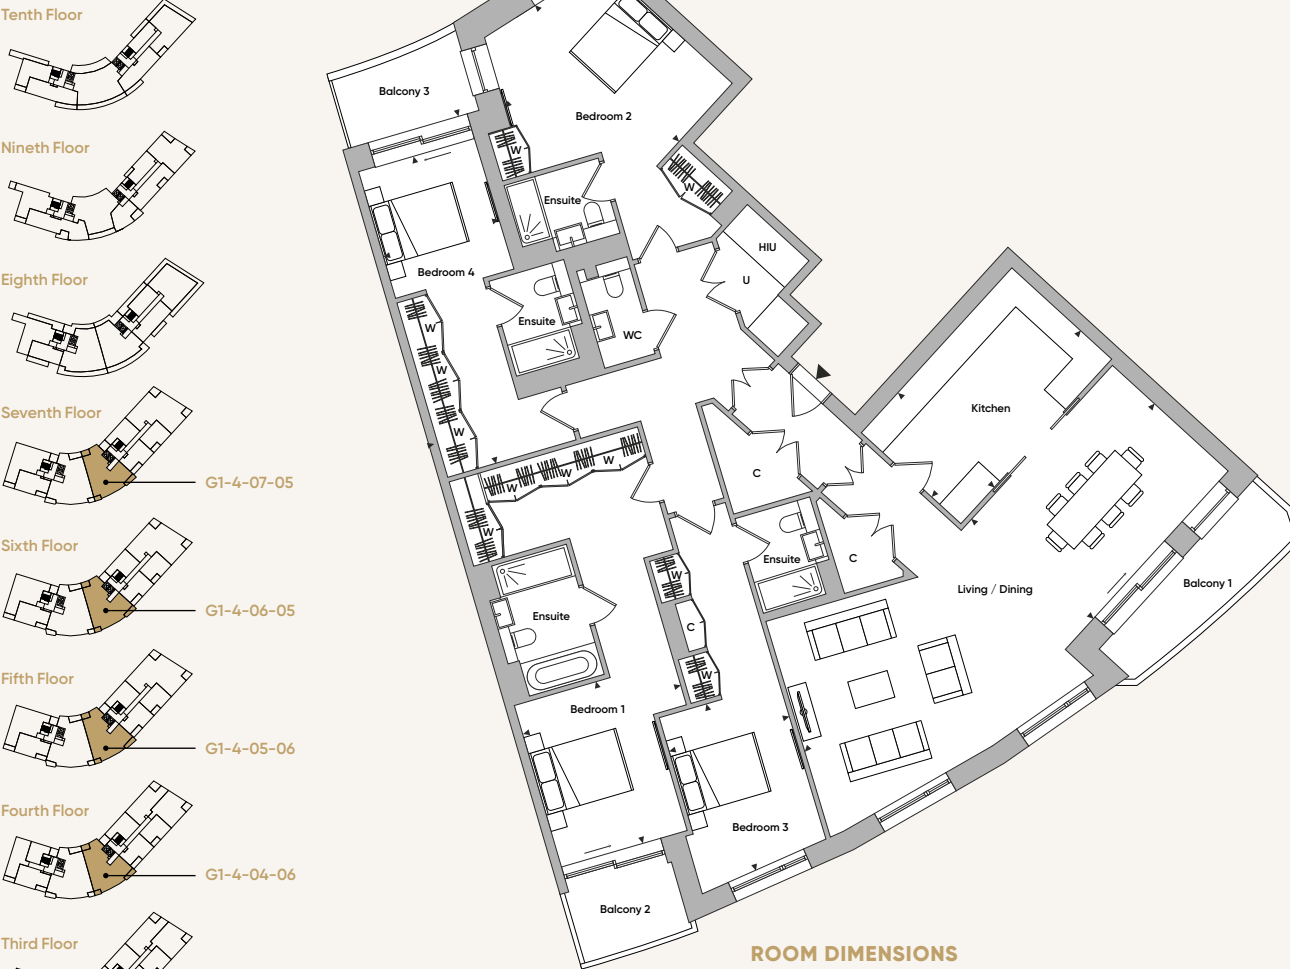 Tenth Floor
Nineth Floor
Eighth Floor
Seventh Floor
G1-4-07-05
Sixth Floor
G1-4-06-05
Fifth Floor
G1-4-05-06
Fourth Floor
G1-4-04-06
Third Floor
Balcony 3
Bedroom 2
W
W
Ensuite
HIU
U
Bedroom 4
Ensuite
WC
W
W
W
Kitchen
W
W
W
C
W
Ensuite
C
Living / Dining
Balcony 1
W
Ensuite
C
W
Bedroom 1
Bedroom 3
Balcony 2
ROOM DIMENSIONS